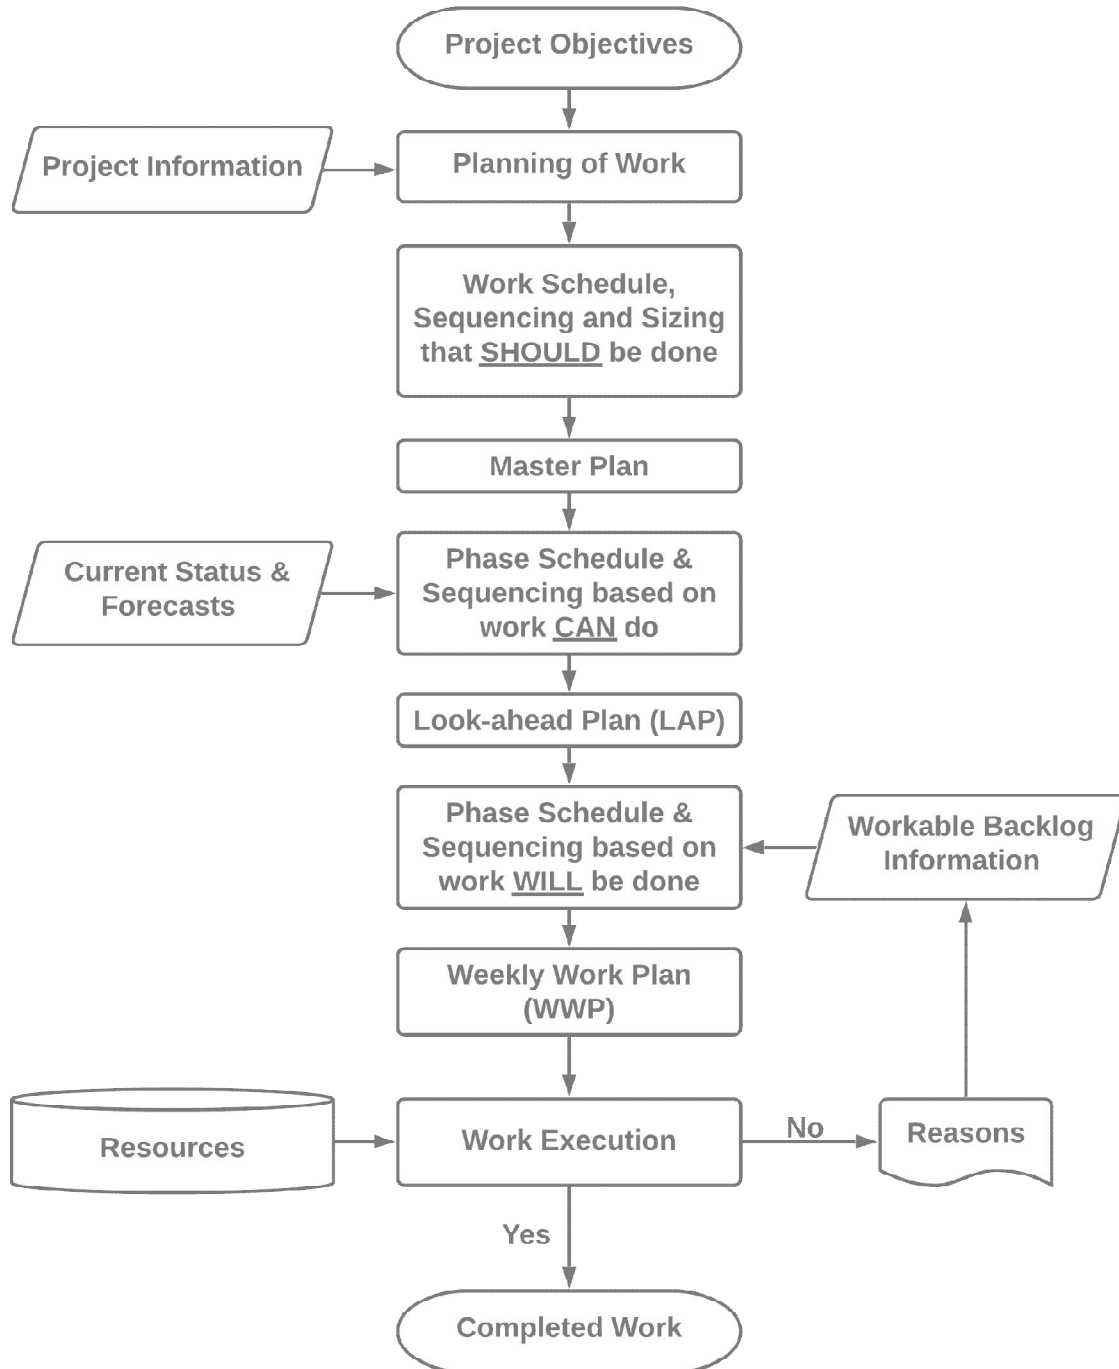 Project Objectives
Project Information
Planning of Work
Work Schedule,
Sequencing and Sizing
that SHOULD be done
Master Plan
Current Status &
Forecasts
Phase Schedule &
Sequencing based on
work CAN do
Look-ahead Plan (LAP)
Phase Schedule &
Sequencing based on
work WILL be done
Workable Backlog
Information
Weekly Work Plan
(WWP)
Resources
Work Execution
No
Reasons
Yes
Completed Work